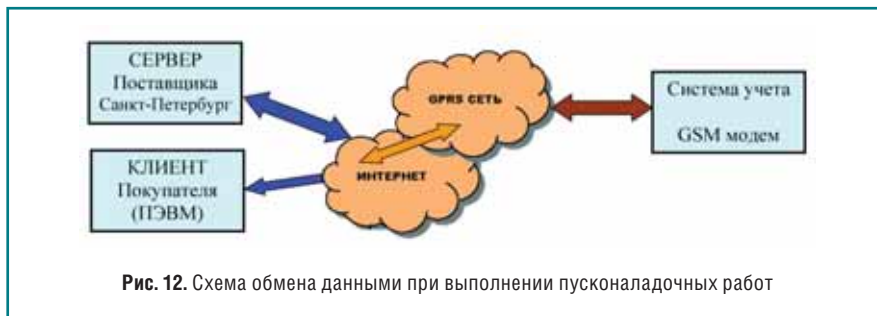 СЕРВЕР
Поставщика
Санкт-Петербург
КЛИЕНТ
Покупателя
(ПЭВМ)
GPRS СЕТЬ
ИНТЕРНЕТ
Система учета
GSM модем
Рис. 12. Схема обмена данными при выполнении пусконаладочных работ